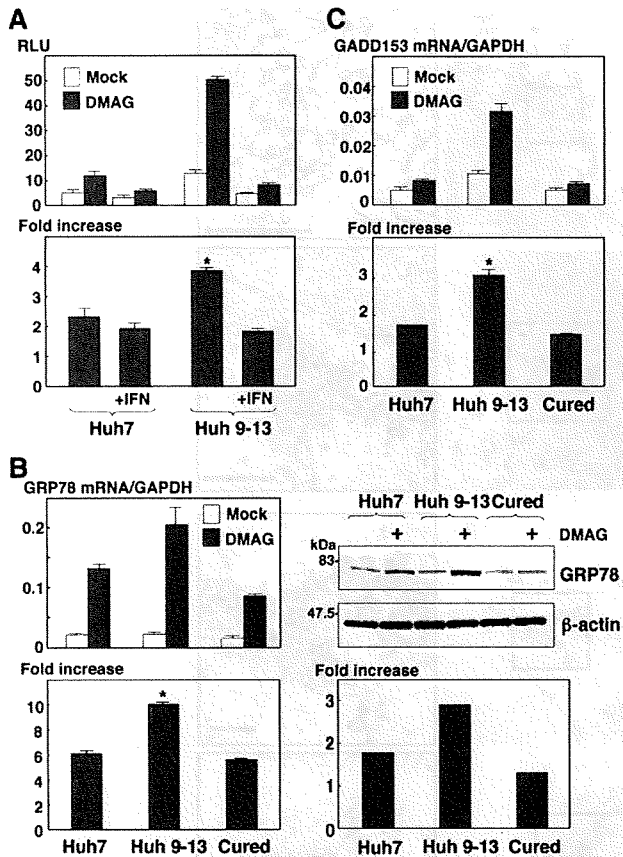 A
RLU
Mock
DMAG
50
40
30
20
10
0
Fold increase
*
4
3
2
1
0
+IFN +IFN
Huh7 Huh 9-13
C
GADD153 mRNA/GAPDH
Mock
DMAG
0.04
0.03
0.02
0.01
0
Fold increase
*
3
2
1
0
Huh7 Huh 9-13 Cured
B
GRP78 mRNA/GAPDH
Mock
DMAG
0.2
0.1
0
Fold increase
*
10
8
6
4
2
0
Huh7 Huh 9-13 Cured
Huh7 Huh 9-13 Cured
+ + + DMAG
kDa
83- GRP78
47.5- β-actin
Fold increase
3
2
1
0
Huh7 Huh 9-13 Cured